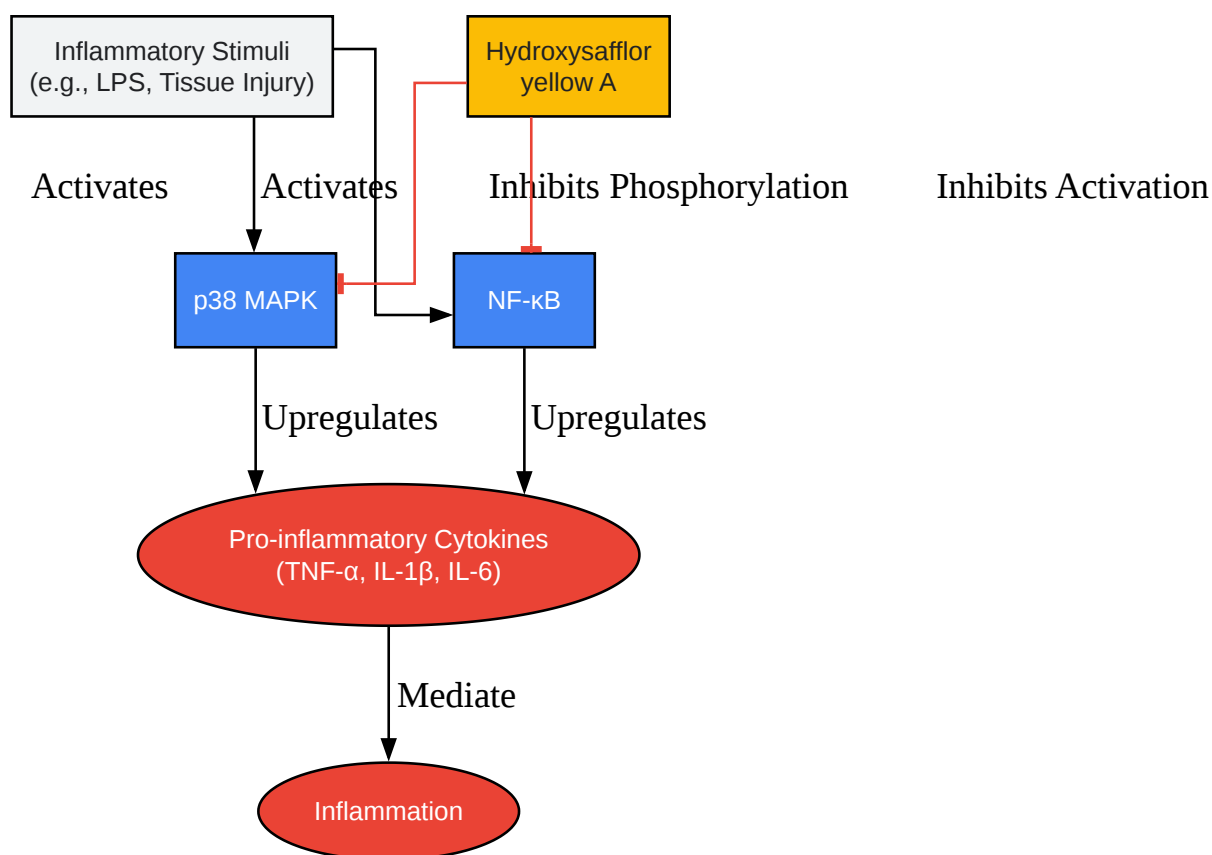 Inflammatory Stimuli
(e.g., LPS, Tissue Injury)
Hydroxysafflor
yellow A
Activates
Activates
Inhibits Phosphorylation
Inhibits Activation
p38 MAPK
NF-κB
Upregulates
Upregulates
Pro-inflammatory Cytokines
(TNF-α, IL-1β, IL-6)
Mediate
Inflammation